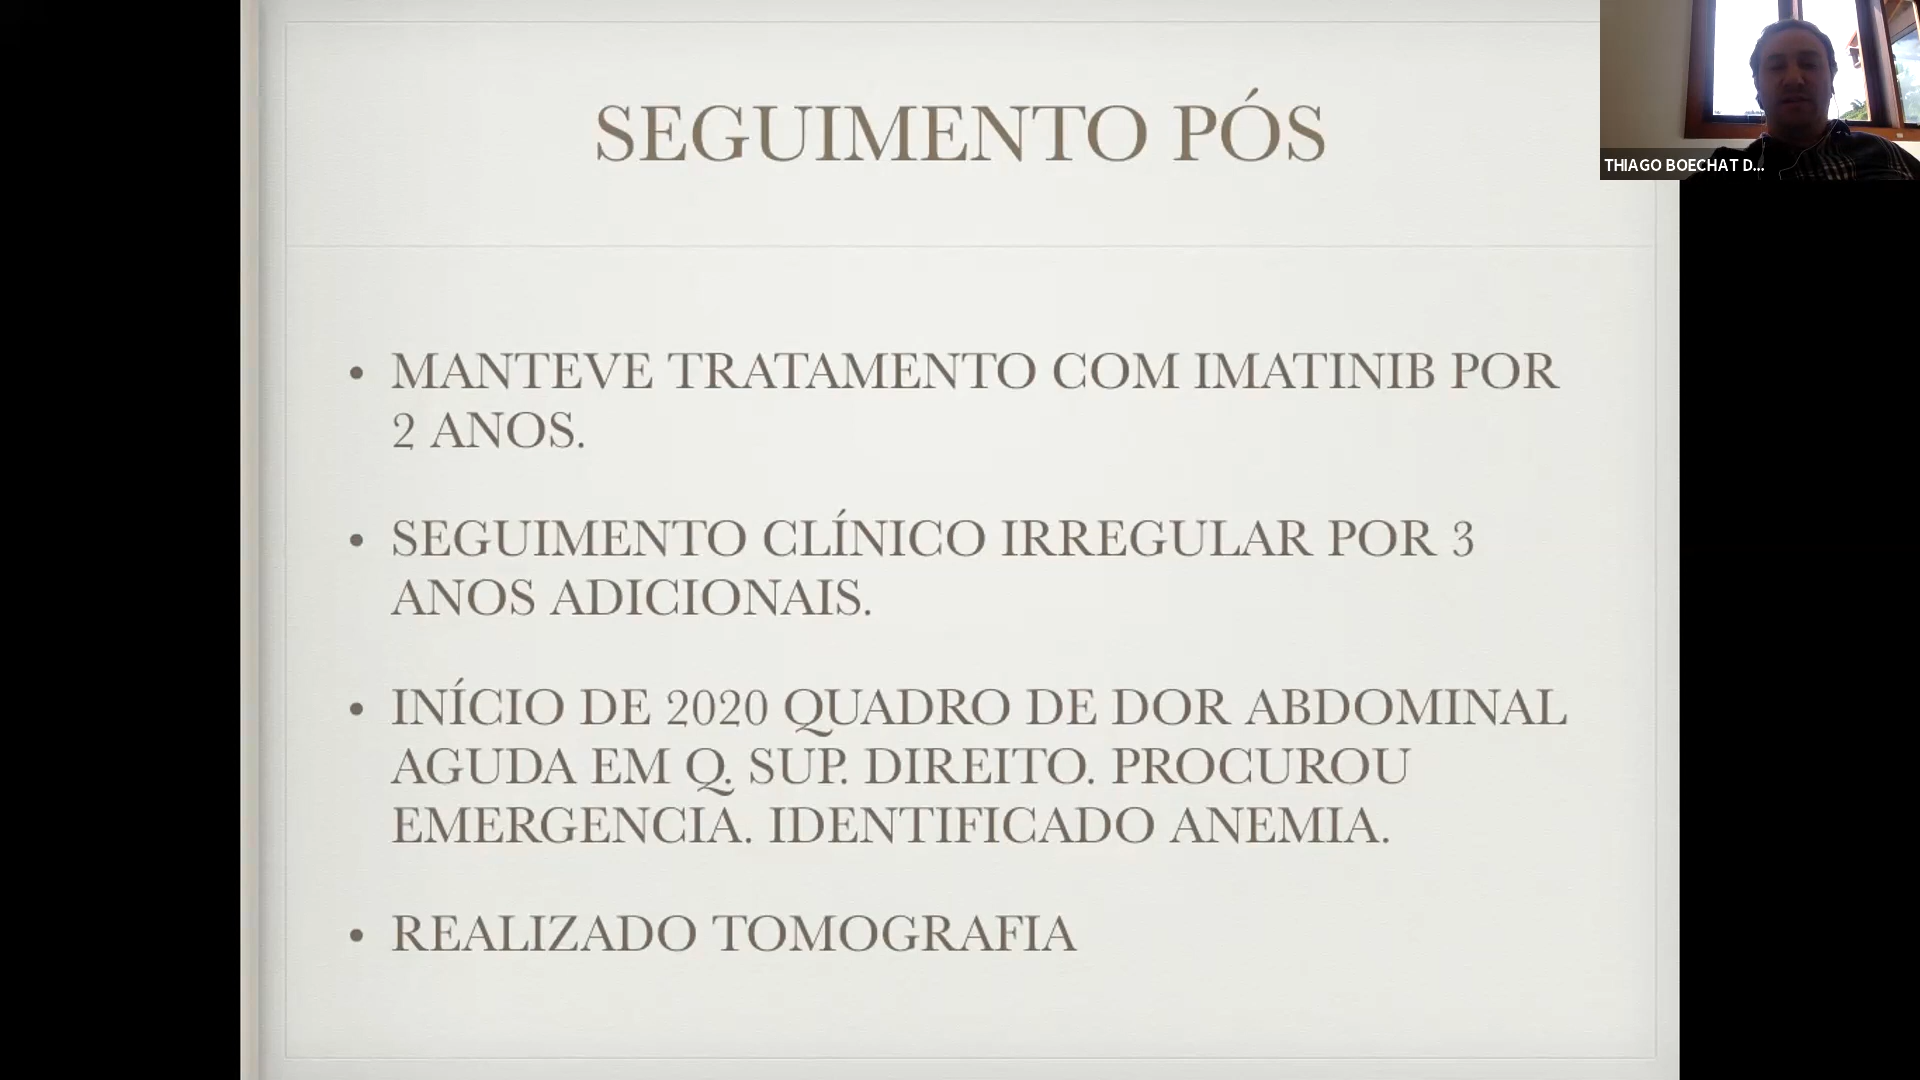 SEGUIMENTO PÓS
THIAGO BOECHAT D...
• MANTEVE TRATAMENTO COM IMATINIB POR
2 ANOS.
• SEGUIMENTO CLÍNICO IRREGULAR POR 3
ANOS ADICIONAIS.
• INÍCIO DE 2020 QUADRO DE DOR ABDOMINAL
AGUDA EM Q. SUP. DIREITO. PROCUROU
EMERGENCIA. IDENTIFICADO ANEMIA.
• REALIZADO TOMOGRAFIA